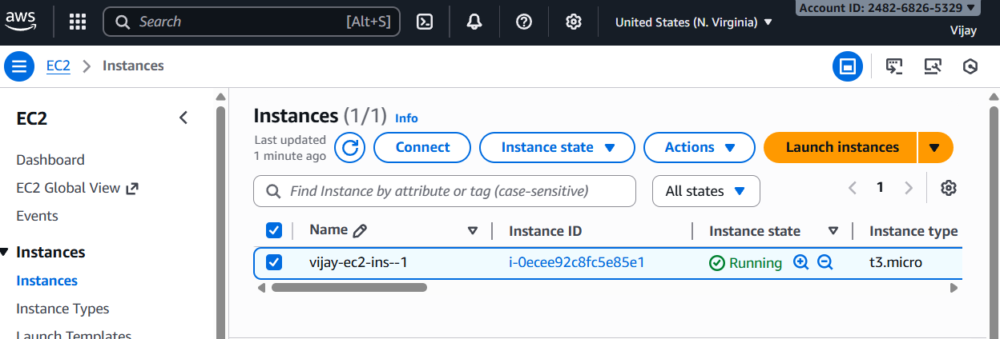 aws
Search [Alt+S]
United States (N. Virginia)
Account ID: 2482-6826-5329
Vijay
EC2 Instances
EC2
Dashboard
EC2 Global View
Events
Instances
Instances
Instance Types
Launch Templates
Instances (1/1) Info
Last updated
1 minute ago
Connect
Instance state
Actions
Launch instances
Find Instance by attribute or tag (case-sensitive)
All states
1
Name Instance ID Instance state Instance type
vijay-ec2-ins--1 i-0ecee92c8fc5e85e1 Running t3.micro